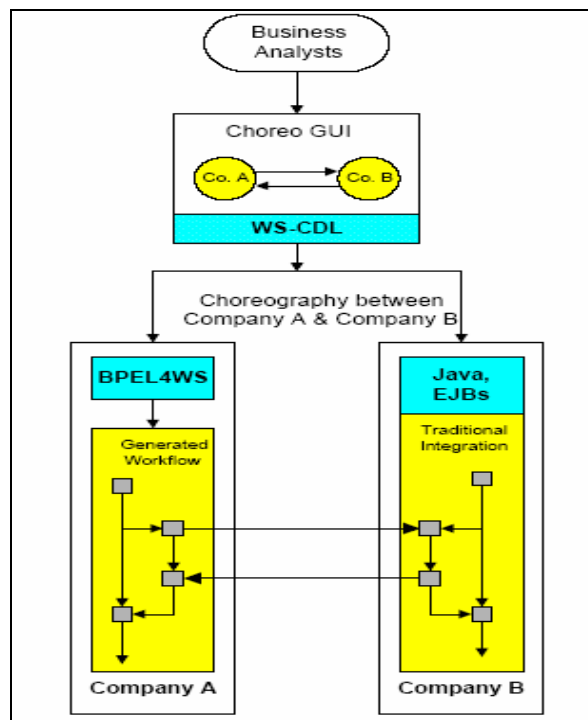 Business
Analysts
Choreo GUI
Co. A
Co. B
WS-CDL
Choreography between
Company A & Company B
BPEL4WS
Generated
Workflow
Company A
Java,
EJBs
Traditional
Integration
Company B